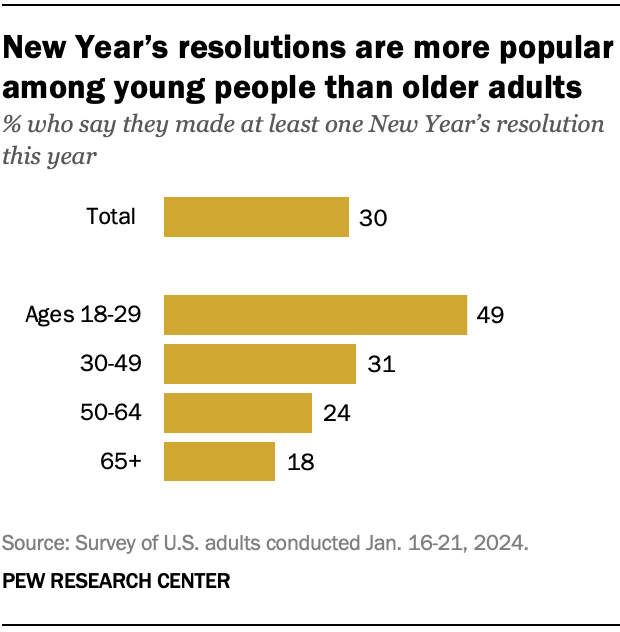 New Year’s resolutions are more popular
among young people than older adults
% who say they made at least one New Year’s resolution
this year
Total 30
Ages 18-29 49
30-49 31
50-64 24
65+ 18
Source: Survey of U.S. adults conducted Jan. 16-21, 2024.
PEW RESEARCH CENTER